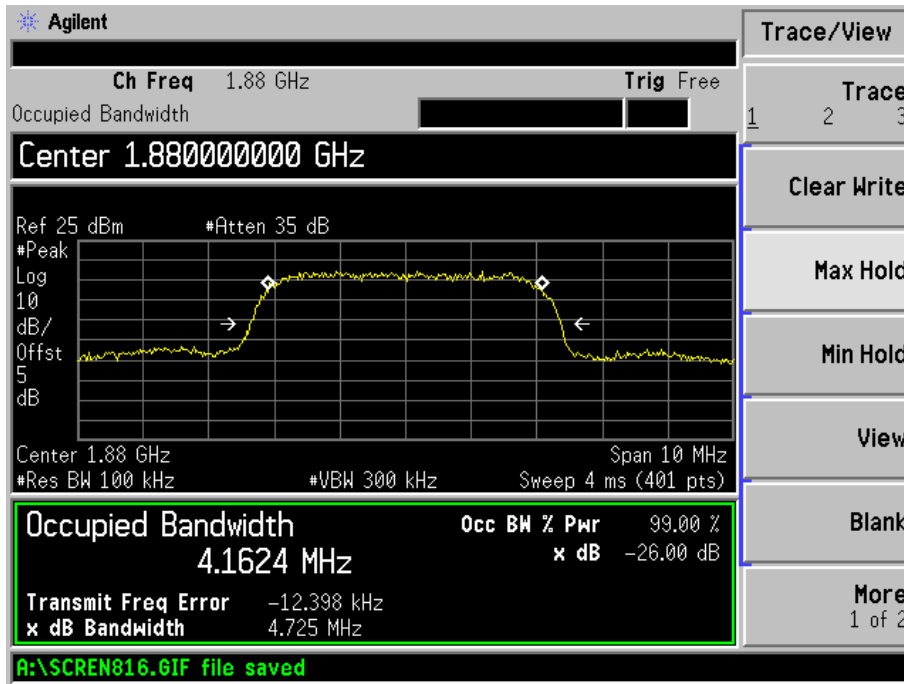 Agilent
Trace/View
Ch Freq 1.88 GHz Trig Free
Occupied Bandwidth
Trace
1 2 3
Center 1.880000000 GHz
Clear Write
Ref 25 dBm #Atten 35 dB
#Peak
Log
10
dB/
Offst
5
dB
Max Hold
Min Hold
Center 1.88 GHz Span 10 MHz
#Res BW 100 kHz #VBW 300 kHz Sweep 4 ms (401 pts)
View
Occupied Bandwidth Occ BW % Pwr 99.00 %
4.1624 MHz x dB -26.00 dB
Blank
Transmit Freq Error -12.398 kHz
x dB Bandwidth 4.725 MHz
More
1 of 2
A:\SCREN816.GIF file saved